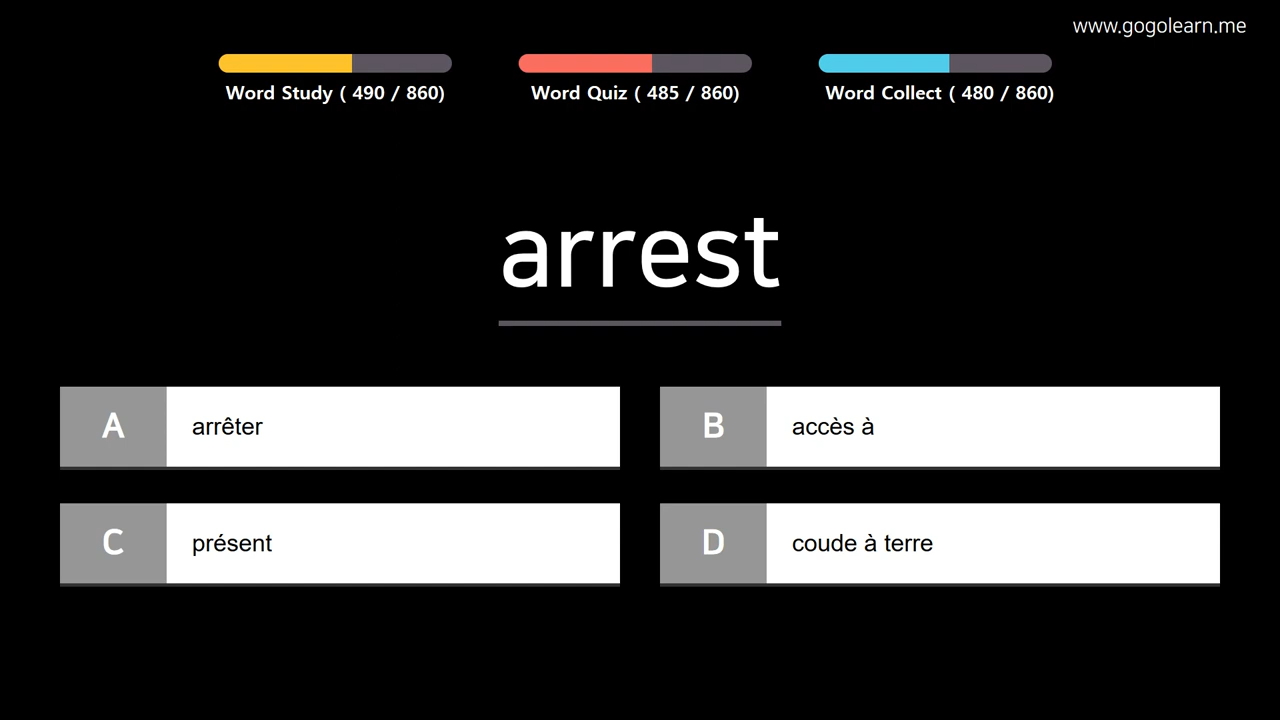 www.gogolearn.me
Word Study ( 490 / 860)
Word Quiz ( 485 / 860)
Word Collect ( 480 / 860)
arrest
A arrêter
B accès à
C présent
D coude à terre